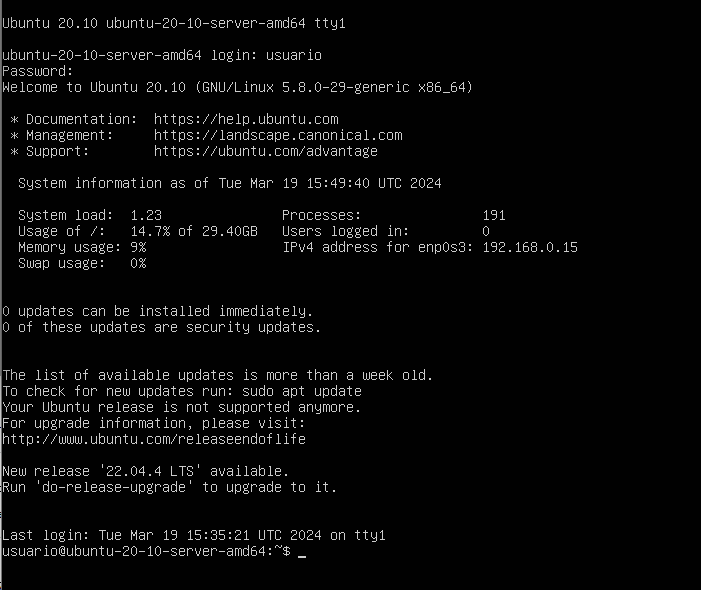 Ubuntu 20.10 ubuntu-20-10-server-amd64 tty1
ubuntu-20-10-server-amd64 login: usuario
Password:
Welcome to Ubuntu 20.10 (GNU/Linux 5.8.0-29-generic x86_64)
* Documentation:  https://help.ubuntu.com
* Management:     https://landscape.canonical.com
* Support:        https://ubuntu.com/advantage
System information as of Tue Mar 19 15:49:40 UTC 2024
System load:  1.23               Processes:               191
Usage of /:   14.7% of 29.40GB   Users logged in:         0
Memory usage: 9%                 IPv4 address for enp0s3: 192.168.0.15
Swap usage:   0%
0 updates can be installed immediately.
0 of these updates are security updates.
The list of available updates is more than a week old.
To check for new updates run: sudo apt update
Your Ubuntu release is not supported anymore.
For upgrade information, please visit:
http://www.ubuntu.com/releaseendoflife
New release '22.04.4 LTS' available.
Run 'do-release-upgrade' to upgrade to it.
Last login: Tue Mar 19 15:35:21 UTC 2024 on tty1
usuario@ubuntu-20-10-server-amd64:~$ _